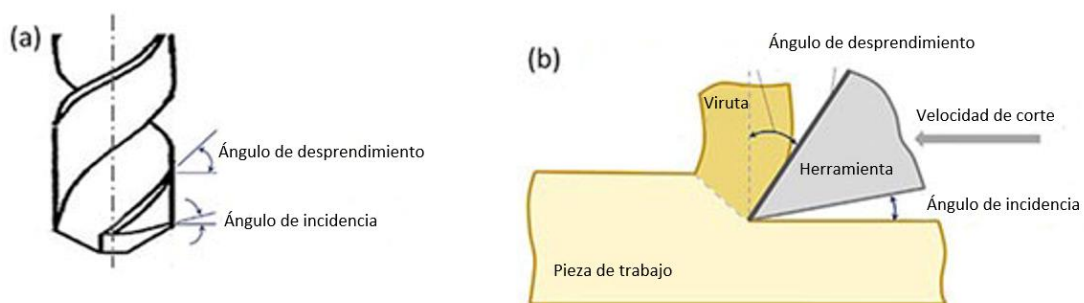 (a)
Ángulo de desprendimiento
Ángulo de incidencia
(b)
Ángulo de desprendimiento
Viruta
Velocidad de corte
Herramienta
Ángulo de incidencia
Pieza de trabajo